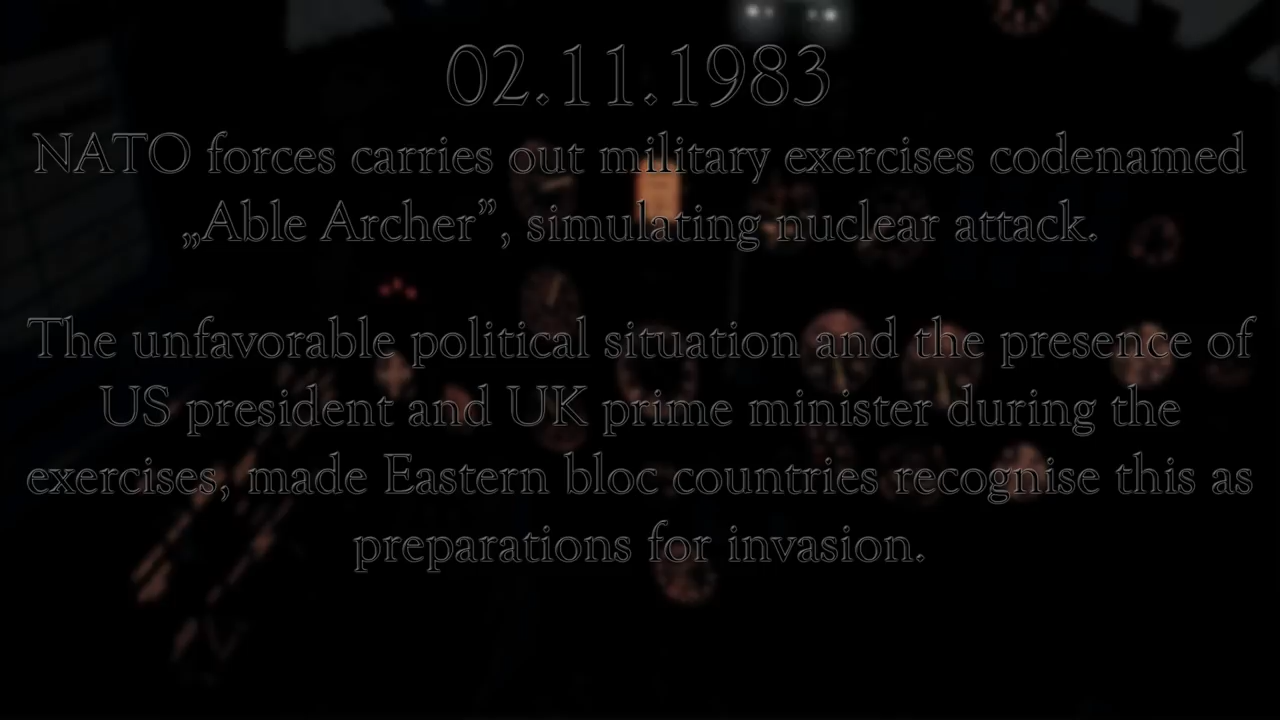 02.11.1983
NATO forces carries out military exercises codenamed
„Able Archer”, simulating nuclear attack.
The unfavorable political situation and the presence of
US president and UK prime minister during the
exercises, made Eastern bloc countries recognise this as
preparations for invasion.